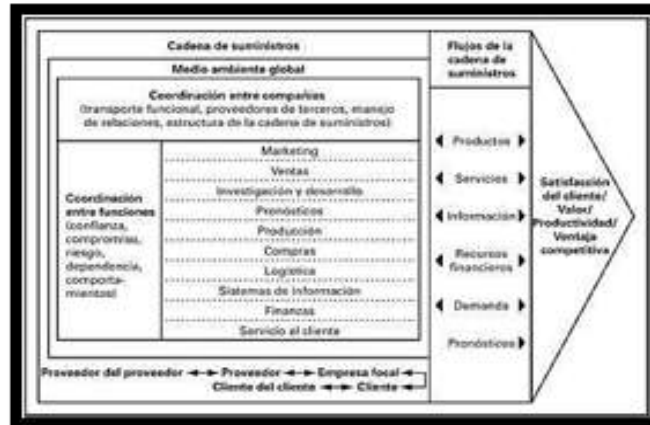 Cadena de suministros
Medio ambiente global
Coordinación entre compañías
(transporte funcional, proveedores de terceros, manejo
de relaciones, estructura de la cadena de suministros)
Coordinación
entre funciones
(confianza,
compromiso,
riesgo,
dependencia,
comporta-
mientos)
Marketing
Ventas
Investigación y desarrollo
Pronósticos
Producción
Compras
Logística
Sistemas de información
Finanzas
Servicio al cliente
Proveedor del proveedor Proveedor Empresa focal
Cliente del cliente Cliente
Flujos de la
cadena de
suministros
Productos
Servicios
Información
Recursos
financieros
Demanda
Pronósticos
Satisfacción
del cliente/
Valor/
Productividad/
Ventaja
competitiva